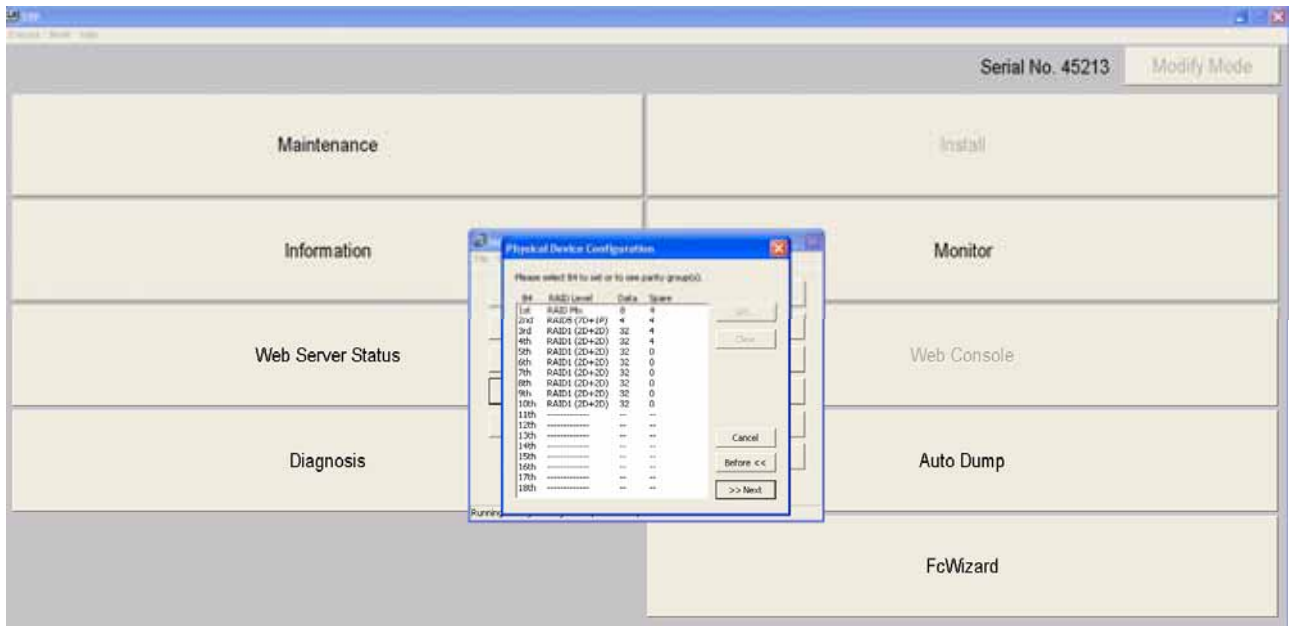 SVP
Help
Serial No. 45213
Modify Mode
Maintenance
Install
Information
Monitor
Web Server Status
Web Console
Diagnosis
Auto Dump
FcWizard
Physical Device Configuration
Please select B4 to set or to see parity group(s).
B4 RAID Level Data Spare
1st RAID Mix 8 4
2nd RAID5 (7D+1P) 4 4
3rd RAID1 (2D+2D) 32 4
4th RAID1 (2D+2D) 32 4
5th RAID1 (2D+2D) 32 0
6th RAID1 (2D+2D) 32 0
7th RAID1 (2D+2D) 32 0
8th RAID1 (2D+2D) 32 0
9th RAID1 (2D+2D) 32 0
10th RAID1 (2D+2D) 32 0
11th ------------ -- --
12th ------------ -- --
13th ------------ -- --
14th ------------ -- --
15th ------------ -- --
16th ------------ -- --
17th ------------ -- --
18th ------------ -- --
Clear
Cancel
Before <<
>> Next
Running